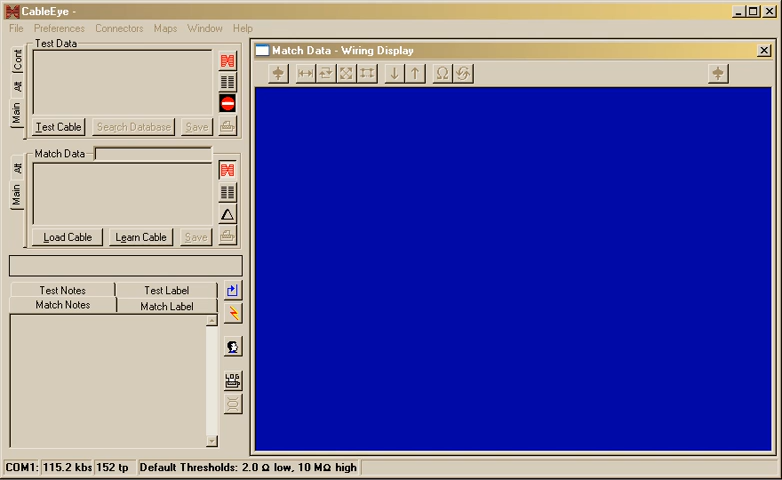 CableEye -
File Preferences Connectors Maps Window Help
Test Data
Cont
Alt
Main
Test Cable Search Database Save
Match Data
Alt
Main
Load Cable Learn Cable Save
Test Notes Test Label
Match Notes Match Label
LOG
Match Data - Wiring Display
Ω
COM1: 115.2 kbs 152 tp Default Thresholds: 2.0 Ω low, 10 MΩ high